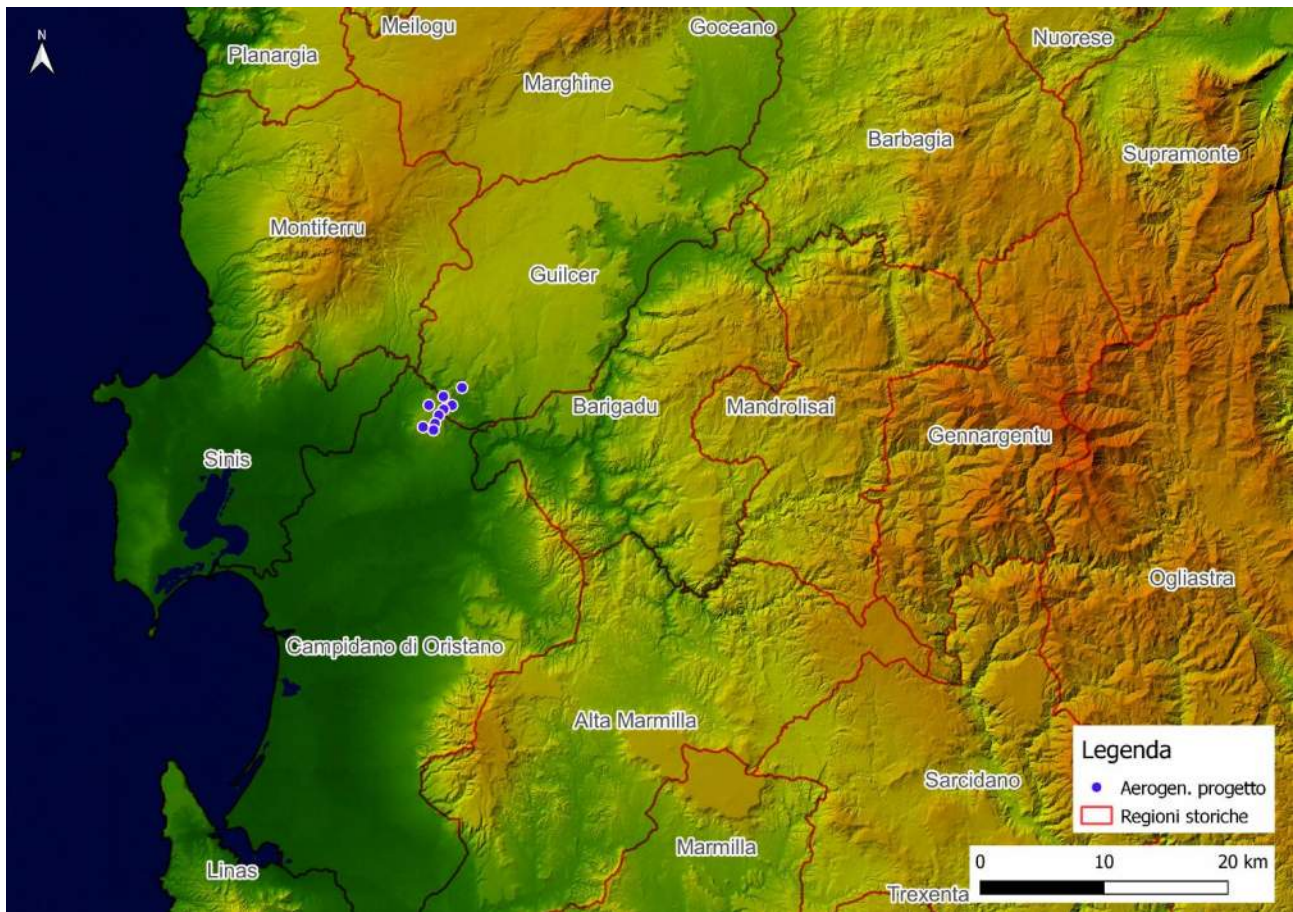 Meilogu
Goceano
Nuorese
N
Planargia
Marghine
Barbagia
Supramonte
Montiferru
Guilcer
Barigadu
Mandrolisai
Gennargentu
Sinis
Ogliastra
Campidano di Oristano
Alta Marmilla
Sarcidano
Marmilla
Linas
Trexenta
Legenda
Aerogen. progetto
Regioni storiche
0 10 20 km